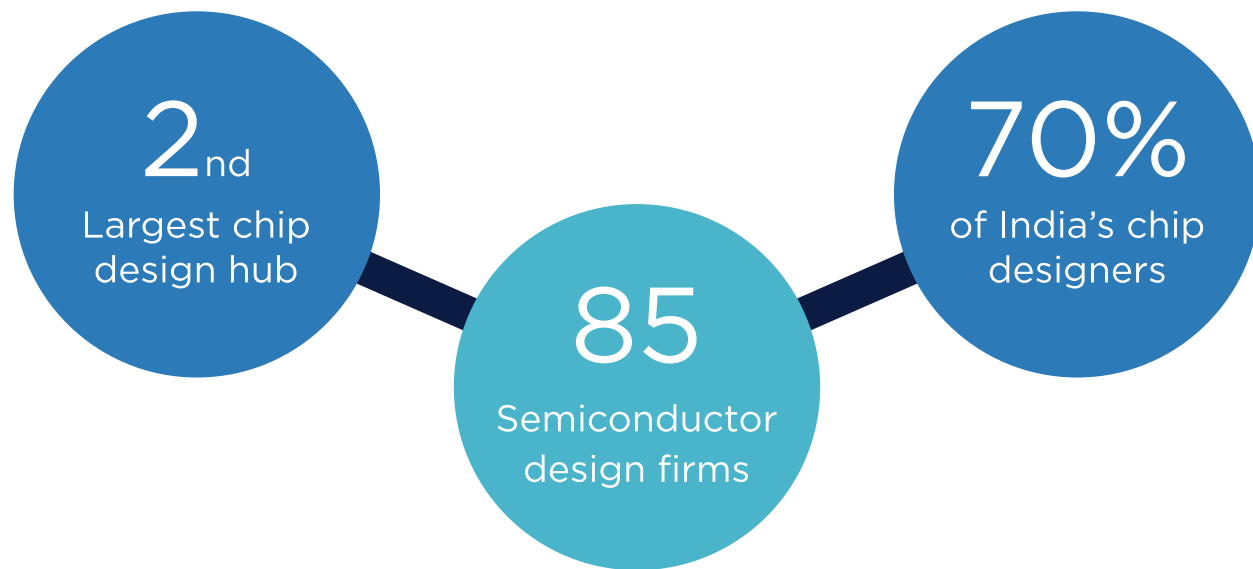 2nd
Largest chip
design hub
85
Semiconductor
design firms
70%
of India’s chip
designers